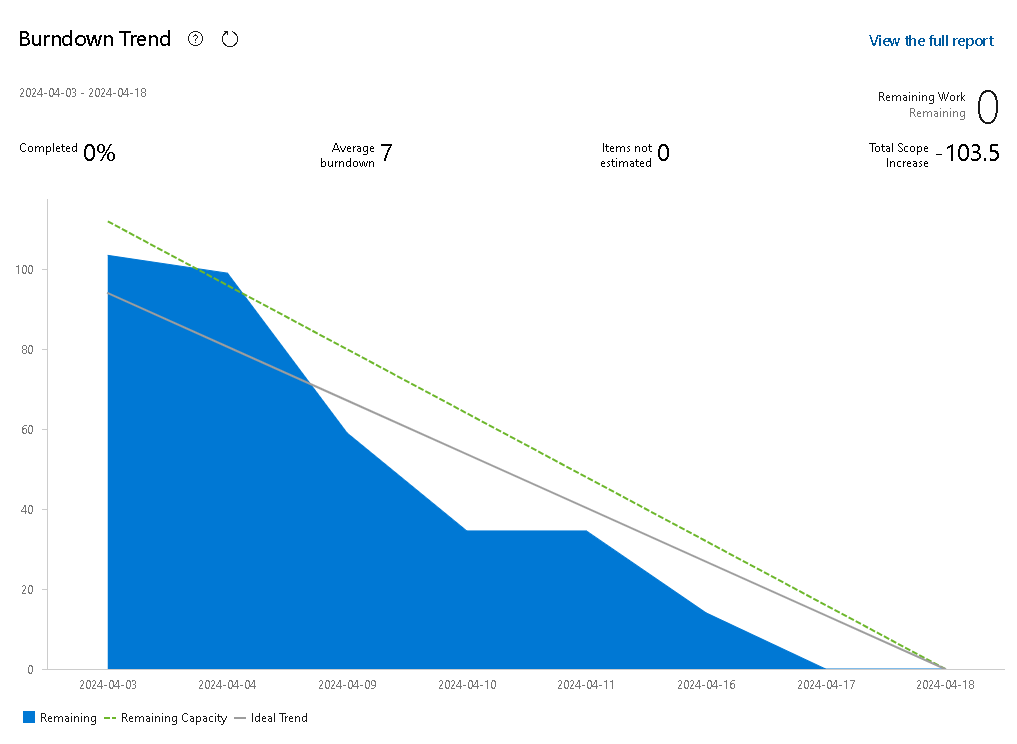 Burndown Trend
View the full report
2024-04-03 - 2024-04-18
Remaining Work
Remaining
0
Completed 0%
Average
burndown
7
Items not
estimated
0
Total Scope
Increase
-103.5
100
80
60
40
20
0
2024-04-03 2024-04-04 2024-04-09 2024-04-10 2024-04-11 2024-04-16 2024-04-17 2024-04-18
Remaining Remaining Capacity Ideal Trend